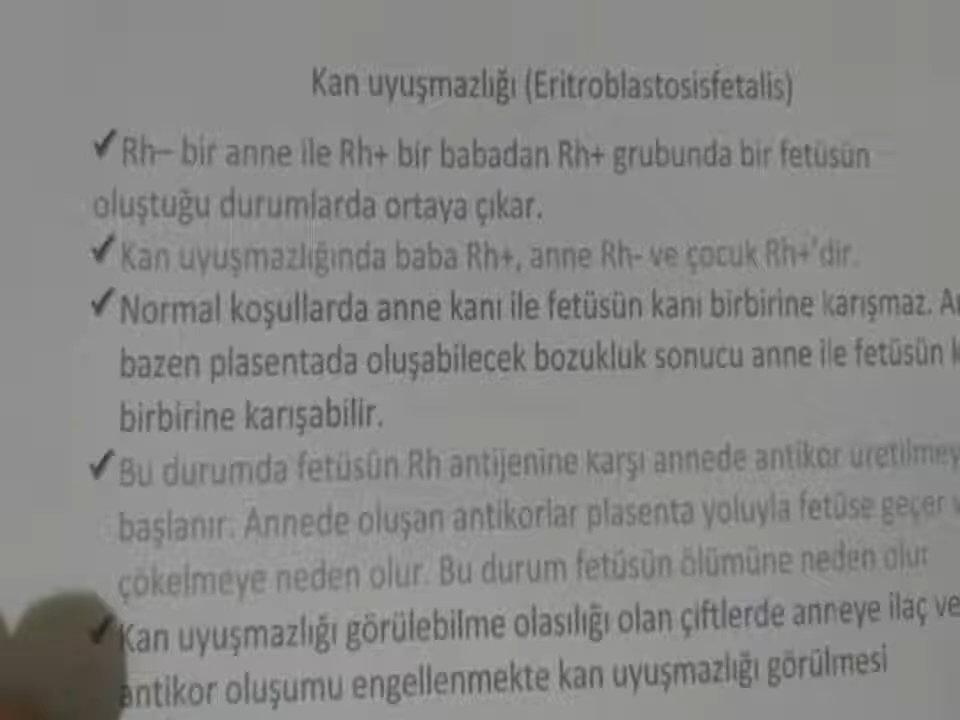 Kan uyuşmazlığı (Eritroblastosisfetalis)
✔Rh– bir anne ile Rh+ bir babadan Rh+ grubunda bir fetüsün
oluştuğu durumlarda ortaya çıkar.
✔Kan uyuşmazlığında baba Rh+, anne Rh- ve çocuk Rh+'dir.
✔Normal koşullarda anne kanı ile fetüsün kanı birbirine karışmaz.
bazen plasentada oluşabilecek bozukluk sonucu anne ile fetüsün
birbirine karışabilir.
✔Bu durumda fetüsün Rh antijenine karşı annede antikor
başlanır. Annede oluşan antikorlar plasenta yoluyla fetüse geçer
çökelmeye neden olur. Bu durum fetüsün ölümüne neden olur
✔Kan uyuşmazlığı görülebilme olasılığı olan çiftlerde anneye ilaç
antikor oluşumu engellenmekte kan uyuşmazlığı görülmesi